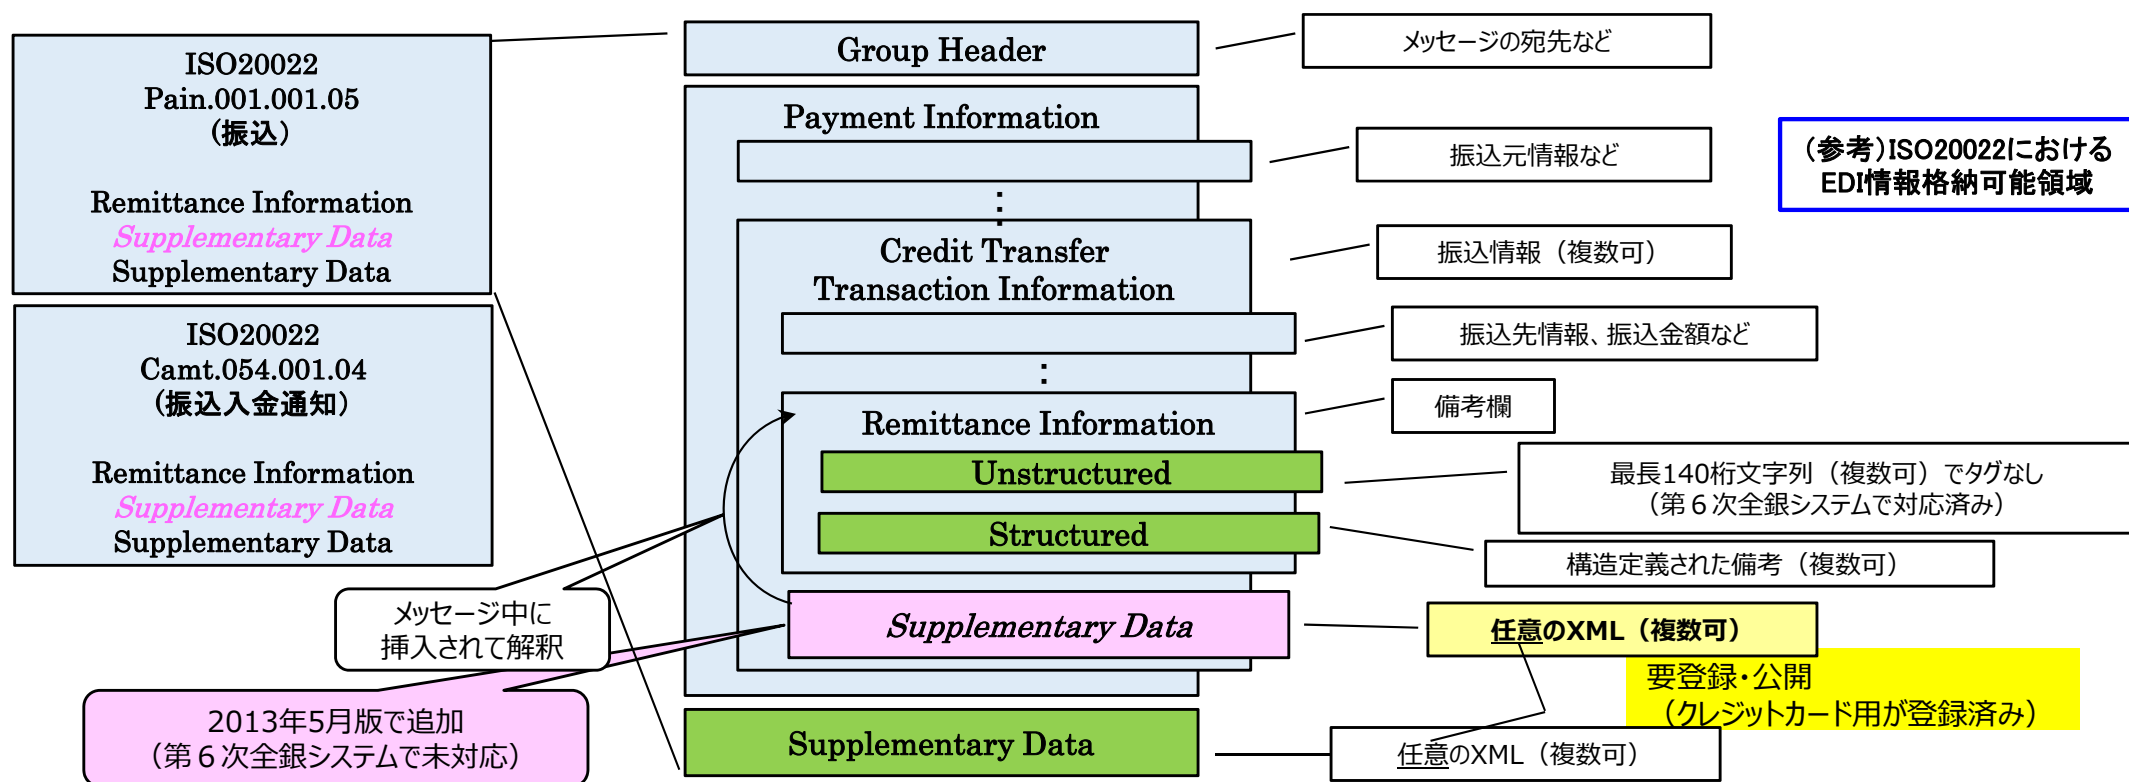 ISO20022
Pain.001.001.05
(振込)
Remittance Information
Supplementary Data
Supplementary Data
ISO20022
Camt.054.001.04
(振込入金通知)
Remittance Information
Supplementary Data
Supplementary Data
Group Header
メッセージの宛先など
Payment Information
振込元情報など
:
Credit Transfer
Transaction Information
振込情報（複数可）
振込先情報、振込金額など
:
Remittance Information
備考欄
Unstructured
最長140桁文字列（複数可）でタグなし
（第６次全銀システムで対応済み）
Structured
構造定義された備考（複数可）
Supplementary Data
任意のXML（複数可）
要登録・公開
（クレジットカード用が登録済み）
Supplementary Data
任意のXML（複数可）
メッセージ中に
挿入されて解釈
2013年5月版で追加
（第６次全銀システムで未対応）
（参考）ISO20022における
EDI情報格納可能領域